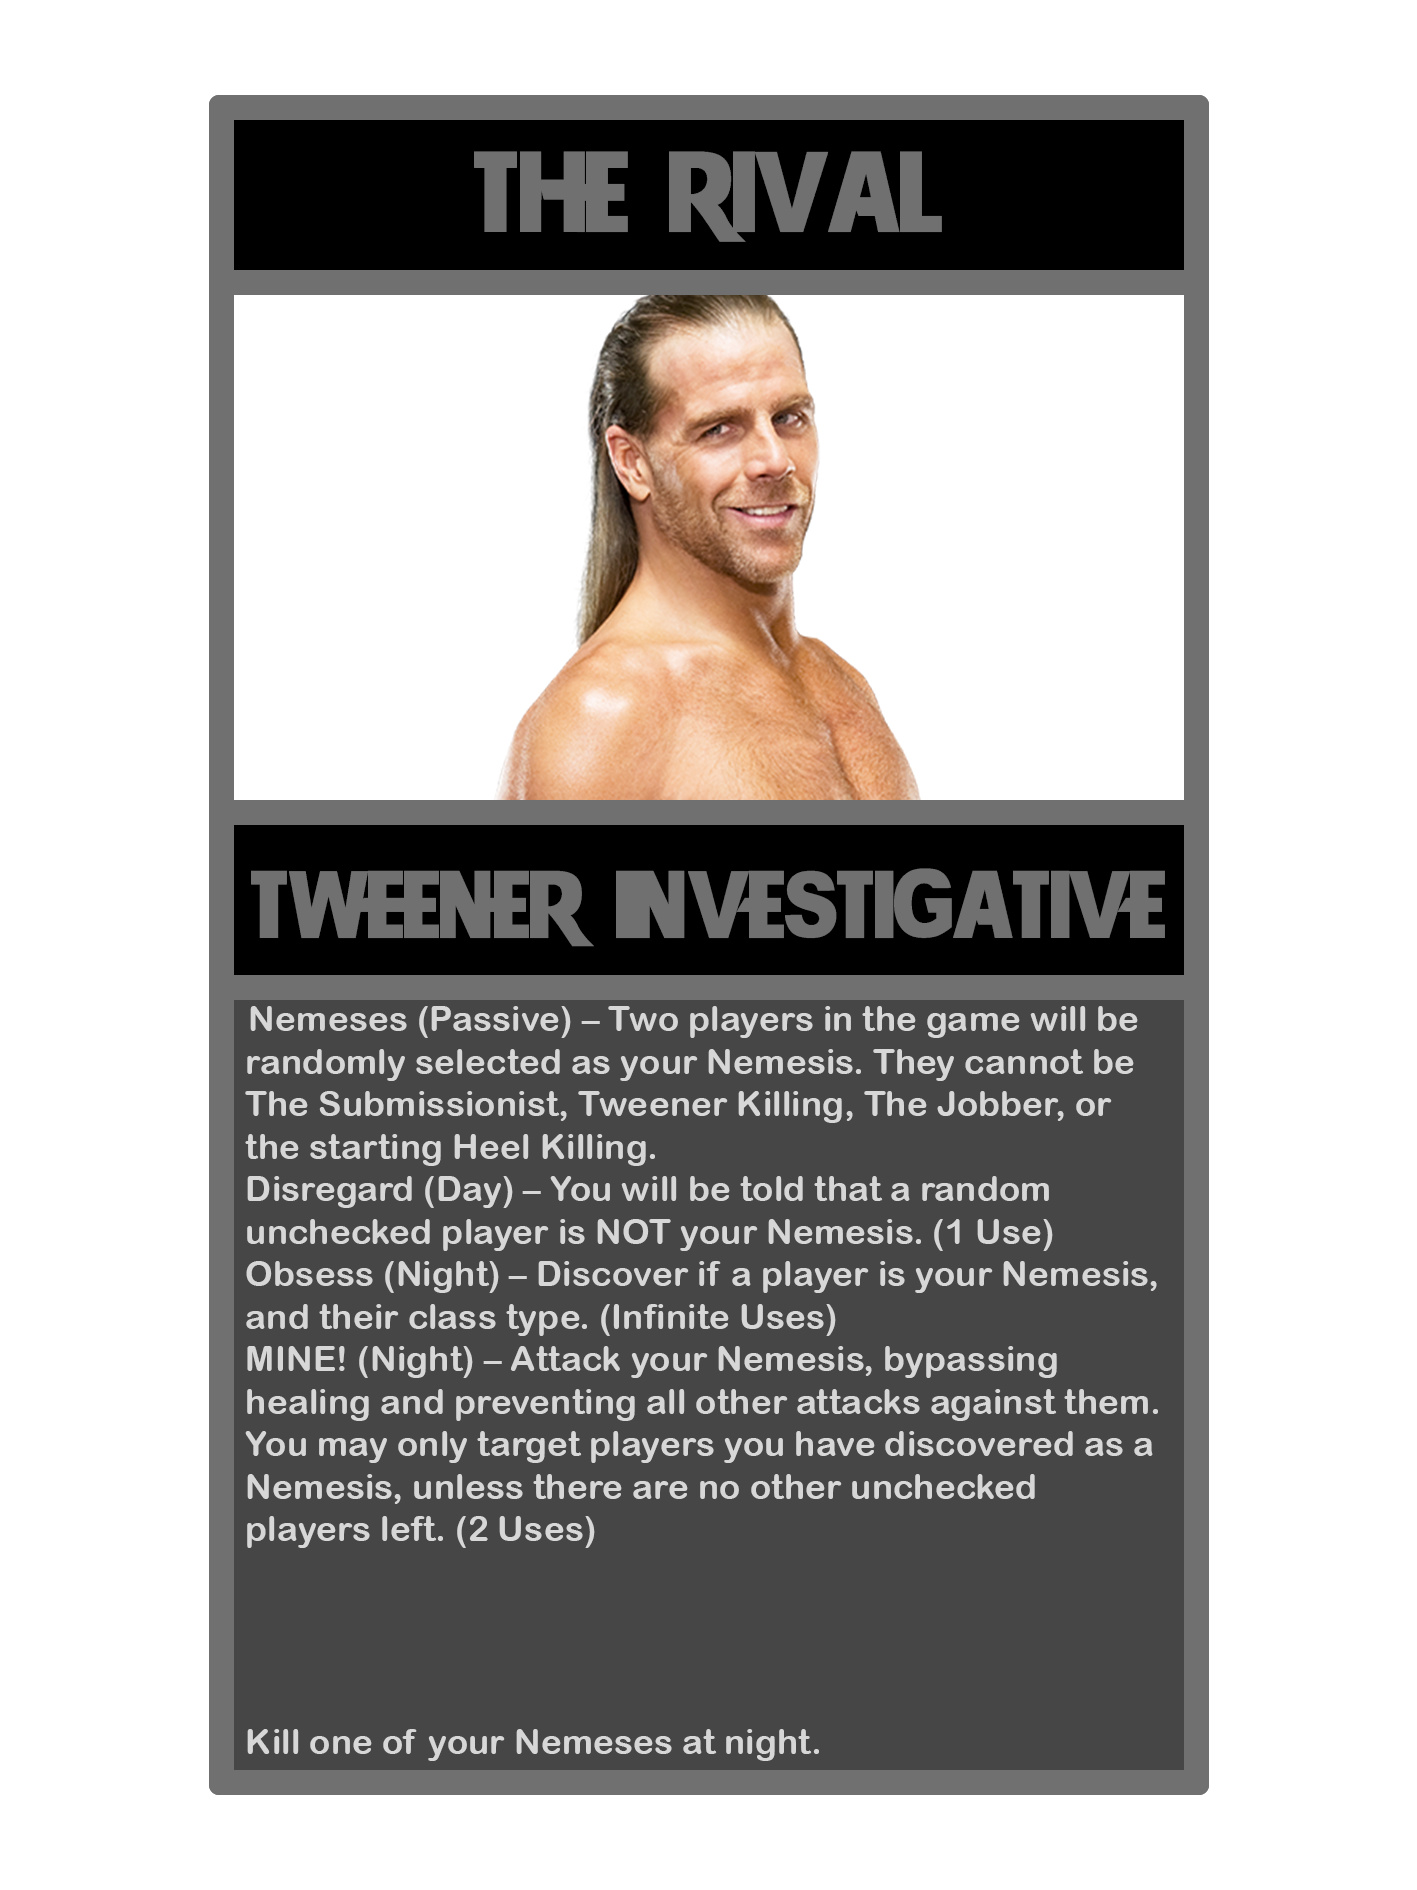 THE RIVAL
TWEENER INVESTIGATIVE
Nemeses (Passive) – Two players in the game will be
randomly selected as your Nemesis. They cannot be
The Submissionist, Tweener Killing, The Jobber, or
the starting Heel Killing.
Disregard (Day) – You will be told that a random
unchecked player is NOT your Nemesis. (1 Use)
Obsess (Night) – Discover if a player is your Nemesis,
and their class type. (Infinite Uses)
MINE! (Night) – Attack your Nemesis, bypassing
healing and preventing all other attacks against them.
You may only target players you have discovered as a
Nemesis, unless there are no other unchecked
players left. (2 Uses)
Kill one of your Nemeses at night.